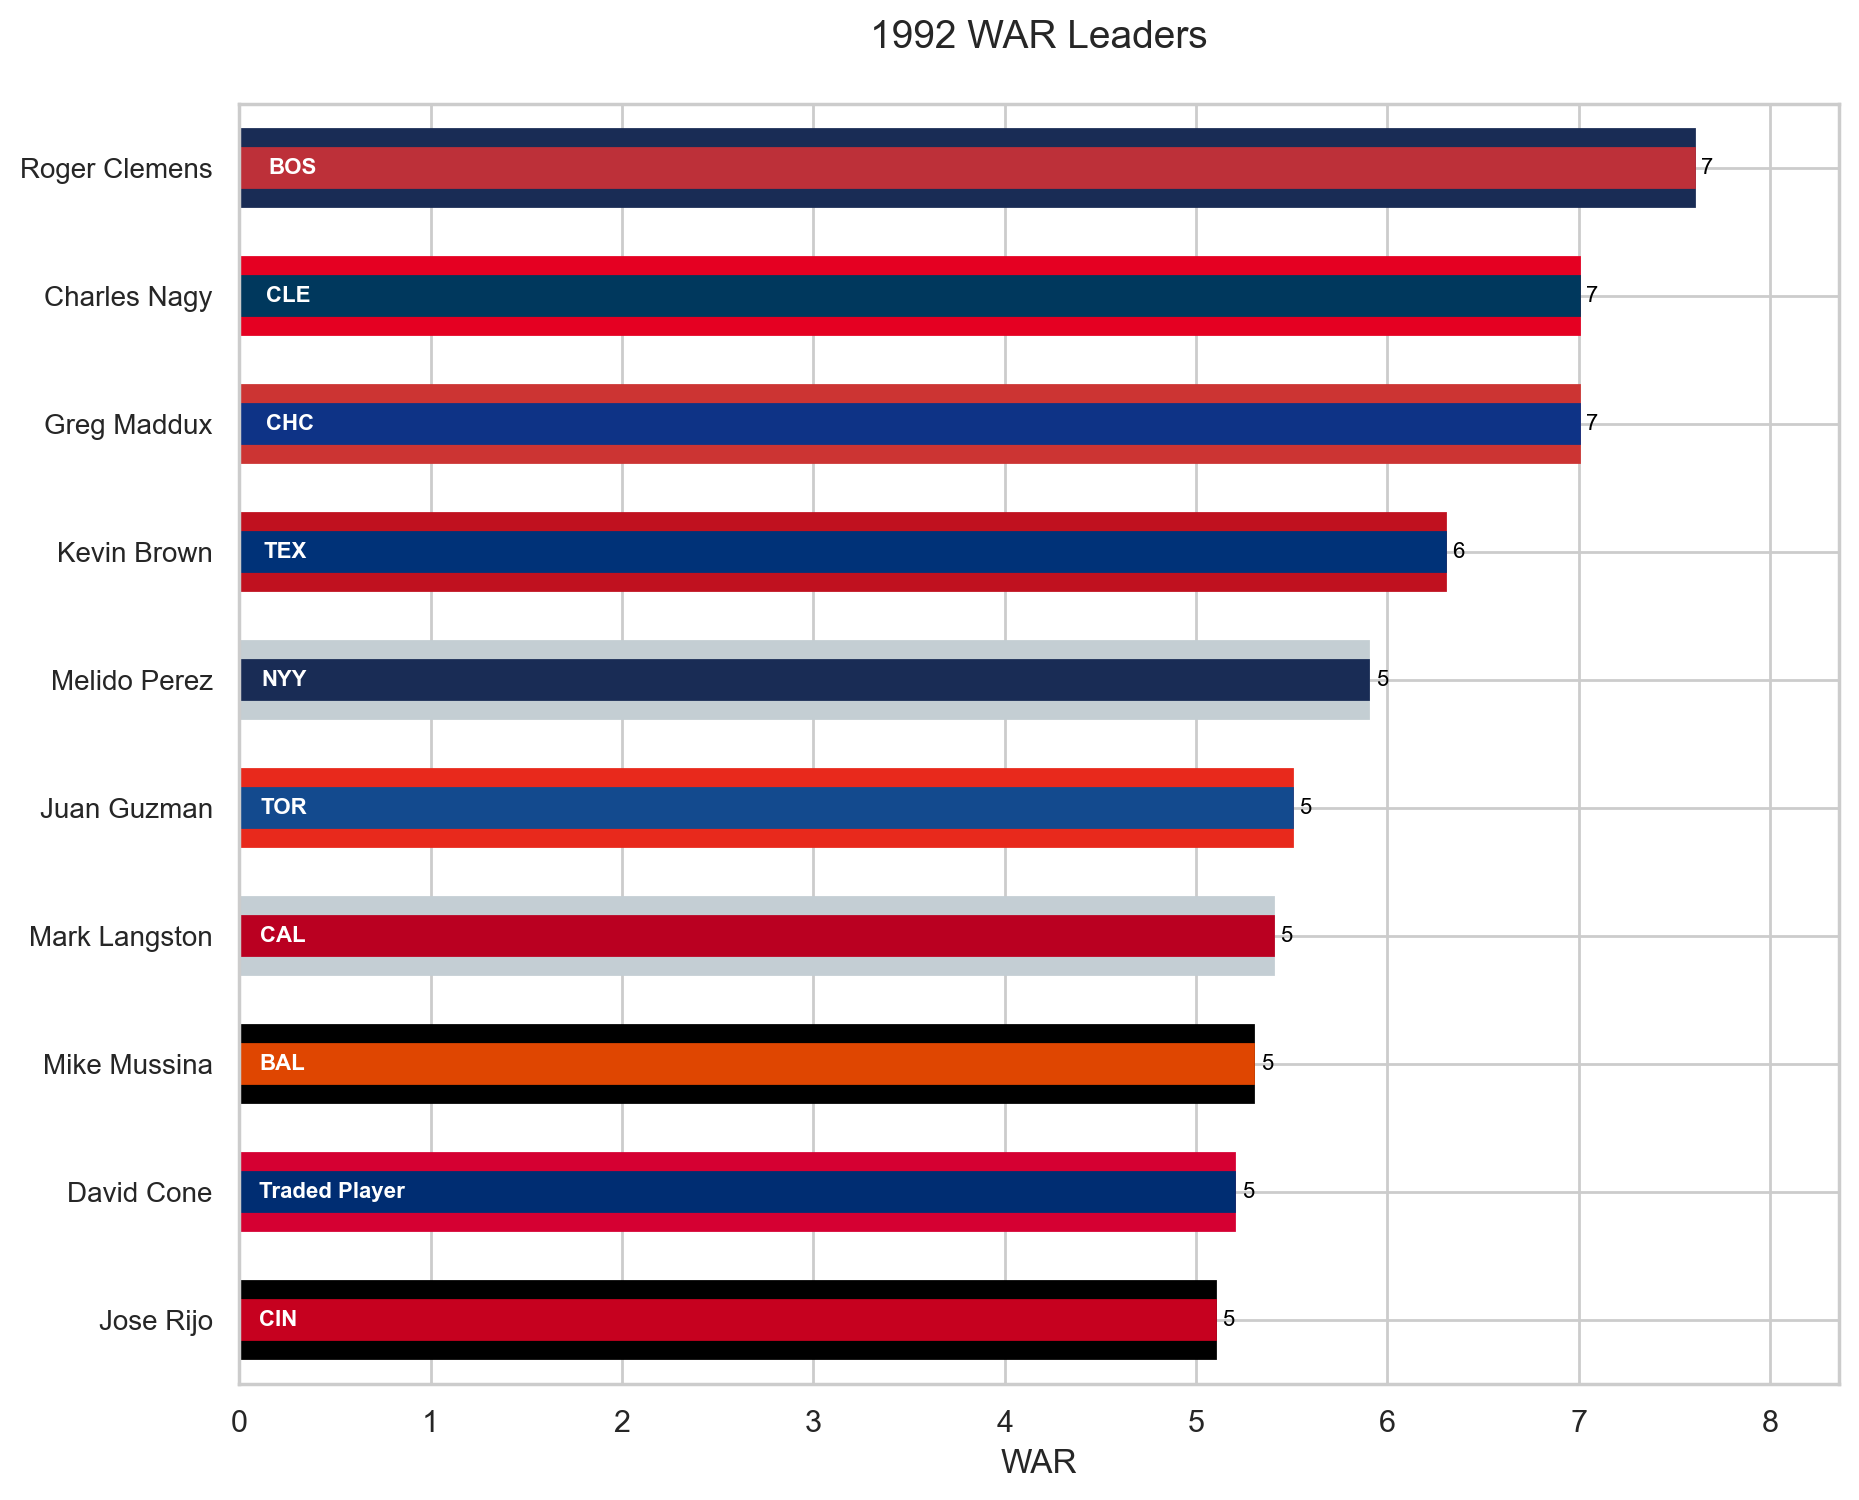 1992 WAR Leaders
Roger Clemens BOS 7
Charles Nagy CLE 7
Greg Maddux CHC 7
Kevin Brown TEX 6
Melido Perez NYY 5
Juan Guzman TOR 5
Mark Langston CAL 5
Mike Mussina BAL 5
David Cone Traded Player 5
Jose Rijo CIN 5
0 1 2 3 4 5 6 7 8
WAR